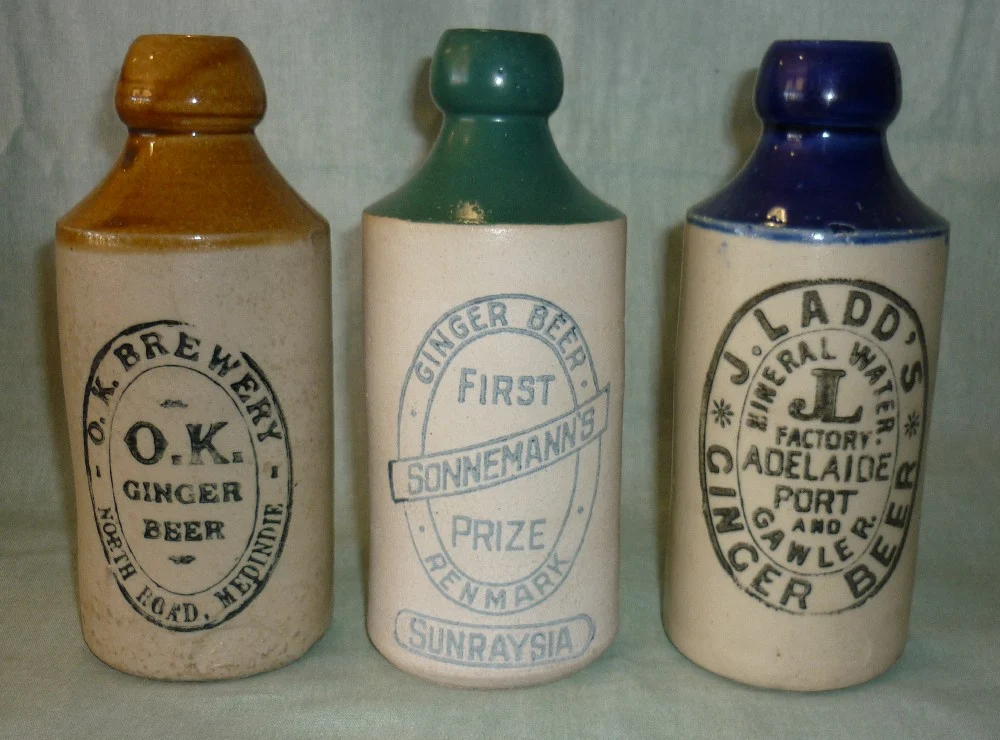 O. K. BREWERY
O.K.
GINGER
BEER
NORTH ROAD, MEDINDIE
GINGER BEER
FIRST
SONNEMANN'S
PRIZE
RENMARK
SUNRAYSIA
J. LADD'S
MINERAL WATER.
JL
FACTORY.
ADELAIDE
PORT
AND
GAWLER.
GINGER BEER